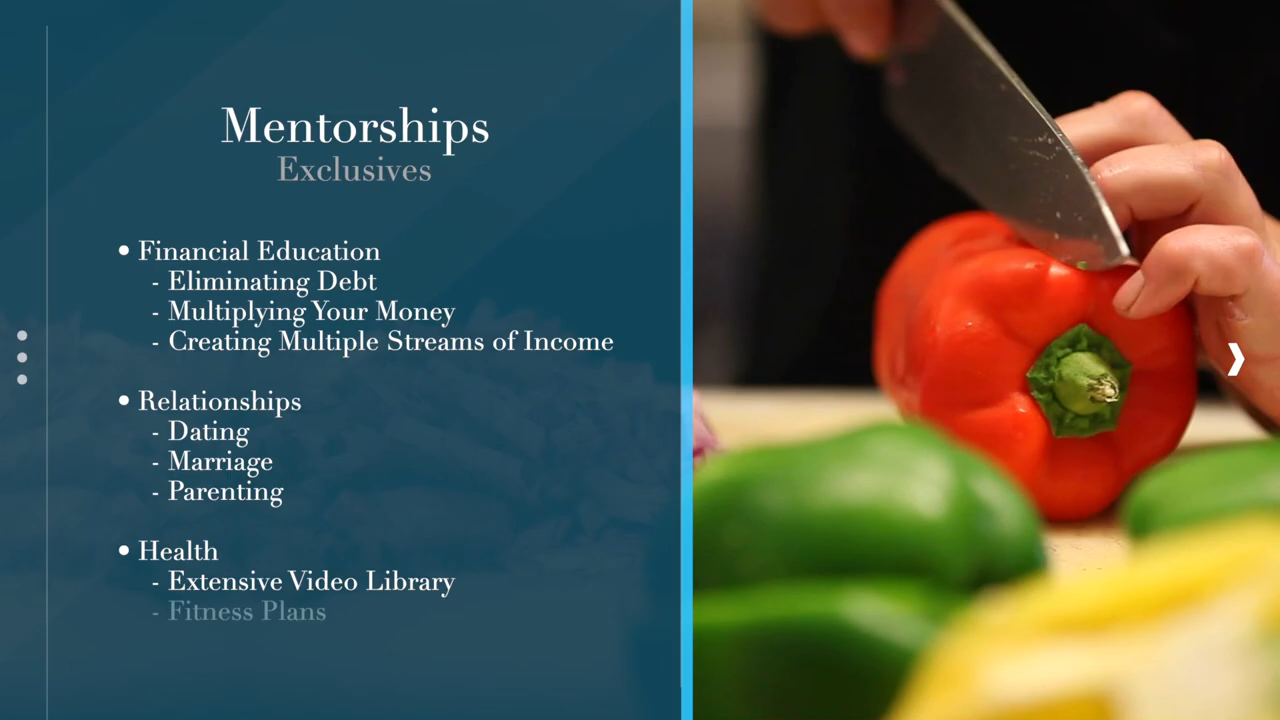 Mentorships
Exclusives
• Financial Education
- Eliminating Debt
- Multiplying Your Money
- Creating Multiple Streams of Income
• Relationships
- Dating
- Marriage
- Parenting
• Health
- Extensive Video Library
- Fitness Plans